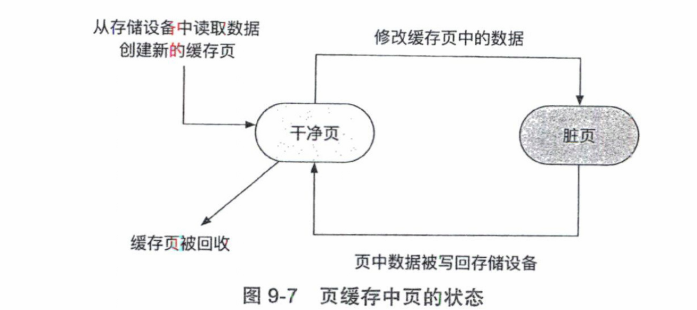 从存储设备中读取数据
创建新的缓存页
修改缓存页中的数据
干净页
脏页
缓存页被回收
页中数据被写回存储设备
图 9-7 页缓存中页的状态